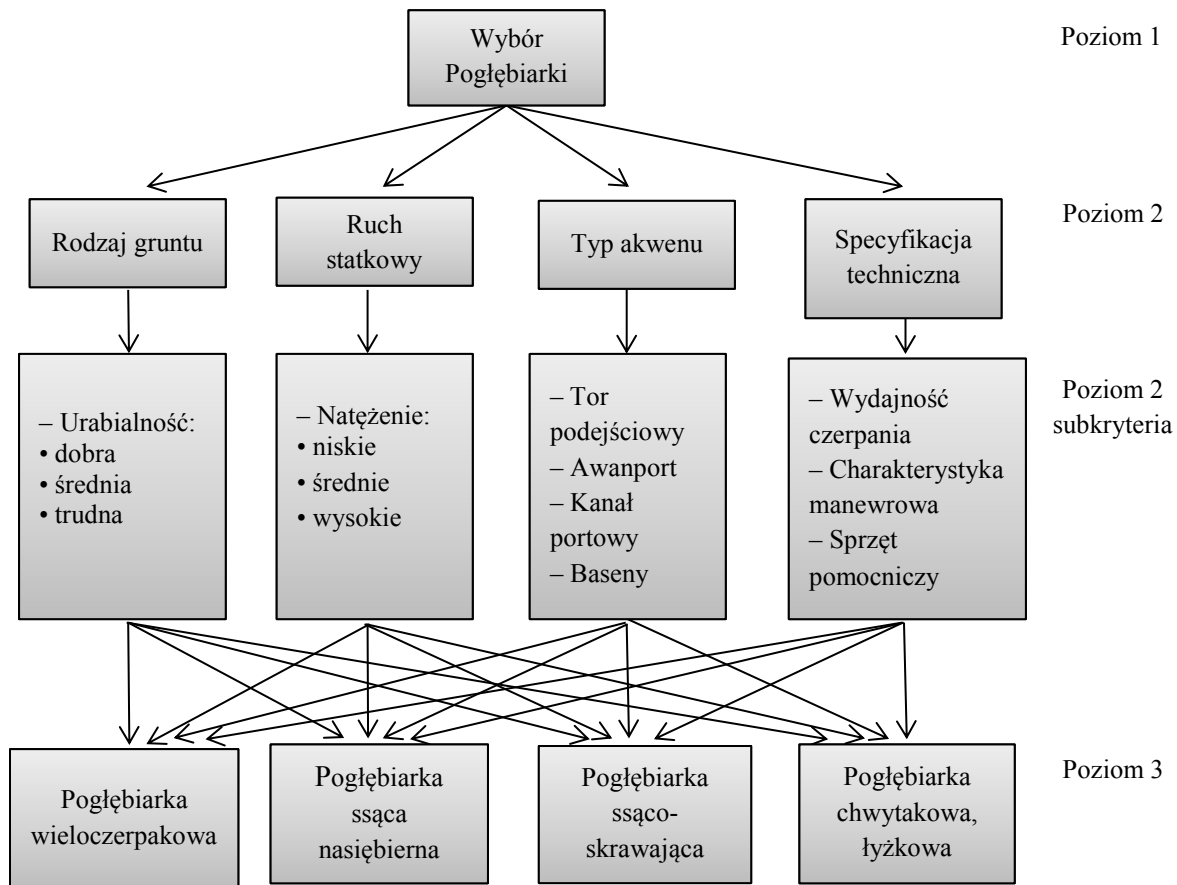 Wybór
Pogłębiarki
Poziom 1
Rodzaj gruntu
Ruch
statkowy
Typ akwenu
Specyfikacja
techniczna
Poziom 2
– Urabialność:
• dobra
• średnia
• trudna
– Natężenie:
• niskie
• średnie
• wysokie
– Tor
podejściowy
– Awanport
– Kanał
portowy
– Baseny
– Wydajność
czerpania
– Charakterystyka
manewrowa
– Sprzęt
pomocniczy
Poziom 2
subkryteria
Pogłębiarka
wieloczerpakowa
Pogłębiarka
ssąca
nasiębierna
Pogłębiarka
ssąco-
skrawająca
Pogłębiarka
chwytakowa,
łyżkowa
Poziom 3